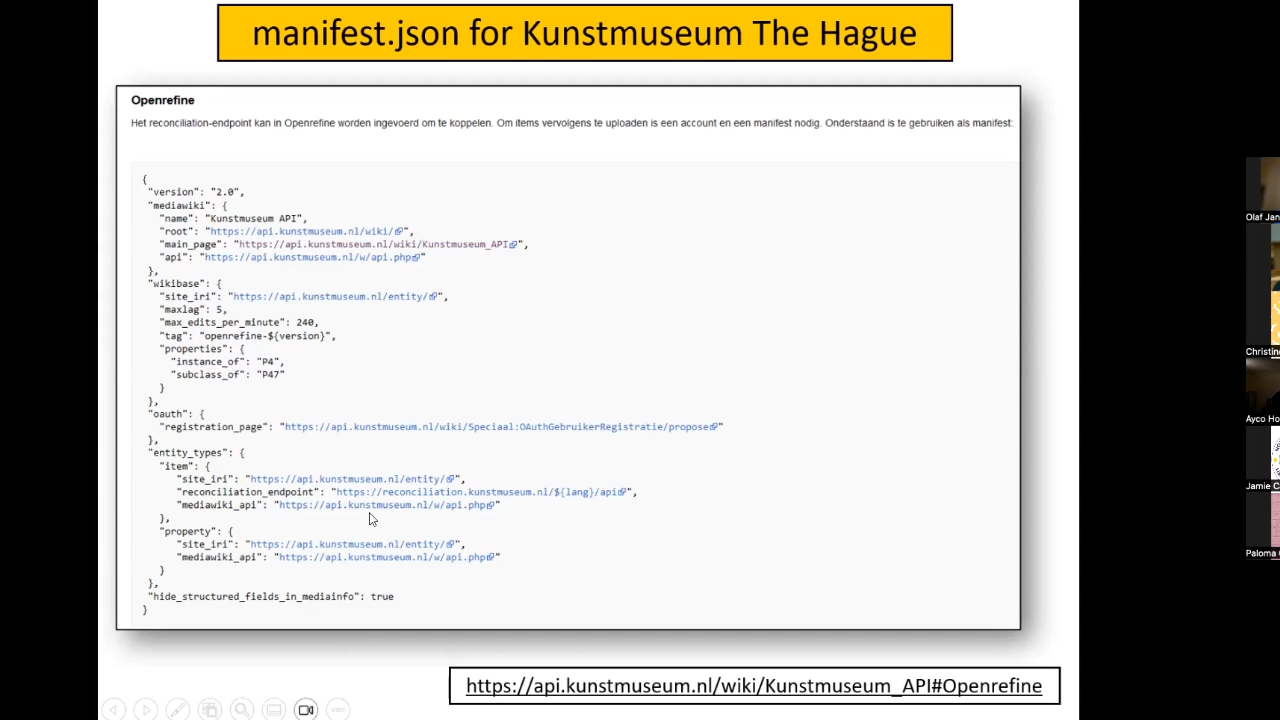 manifest.json for Kunstmuseum The Hague
Openrefine
Het reconciliation-endpoint kan in Openrefine worden ingevoerd om te koppelen. Om items vervolgens te uploaden is een account en een manifest nodig. Onderstaand is te gebruiken als manifest:
{
"version": "2.0",
"mediawiki": {
"name": "Kunstmuseum API",
"root": "https://api.kunstmuseum.nl/wiki/",
"main_page": "https://api.kunstmuseum.nl/wiki/Kunstmuseum_API",
"api": "https://api.kunstmuseum.nl/w/api.php"
},
"wikibase": {
"site_iri": "https://api.kunstmuseum.nl/entity/",
"maxlag": 5,
"max_edits_per_minute": 240,
"tag": "openrefine-${version}",
"properties": {
"instance_of": "P4",
"subclass_of": "P47"
}
},
"oauth": {
"registration_page": "https://api.kunstmuseum.nl/wiki/Speciaal:OAuthGebruikerRegistratie/propose"
},
"entity_types": {
"item": {
"site_iri": "https://api.kunstmuseum.nl/entity/",
"reconciliation_endpoint": "https://reconciliation.kunstmuseum.nl/${lang}/api",
"mediawiki_api": "https://api.kunstmuseum.nl/w/api.php"
},
"property": {
"site_iri": "https://api.kunstmuseum.nl/entity/",
"mediawiki_api": "https://api.kunstmuseum.nl/w/api.php"
}
},
"hide_structured_fields_in_mediainfo": true
}
https://api.kunstmuseum.nl/wiki/Kunstmuseum_API#Openrefine
Olaf Jan
Christine
Ayco Ho
Jamie C
Paloma